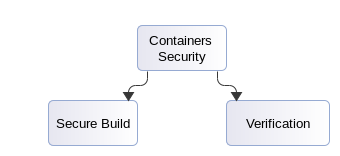 Containers
Security
Secure Build
Verification